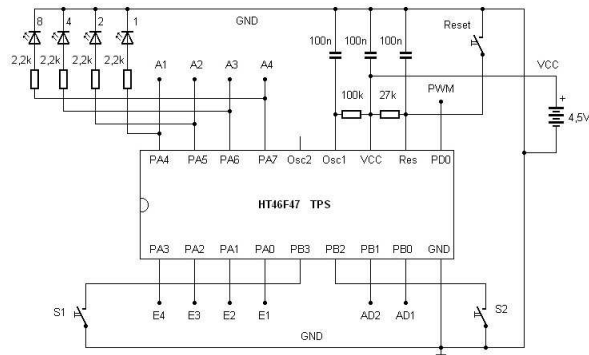 GND
8 4 2 1
100n 100n 100n
Reset
2,2k 2,2k 2,2k 2,2k
A1 A2 A3 A4
VCC
PWM
100k 27k
+
4,5V
PA4 PA5 PA6 PA7 Osc2 Osc1 VCC Res PD0
HT46F47 TPS
PA3 PA2 PA1 PA0 PB3 PB2 PB1 PB0 GND
S1 E4 E3 E2 E1 AD2 AD1 S2
GND